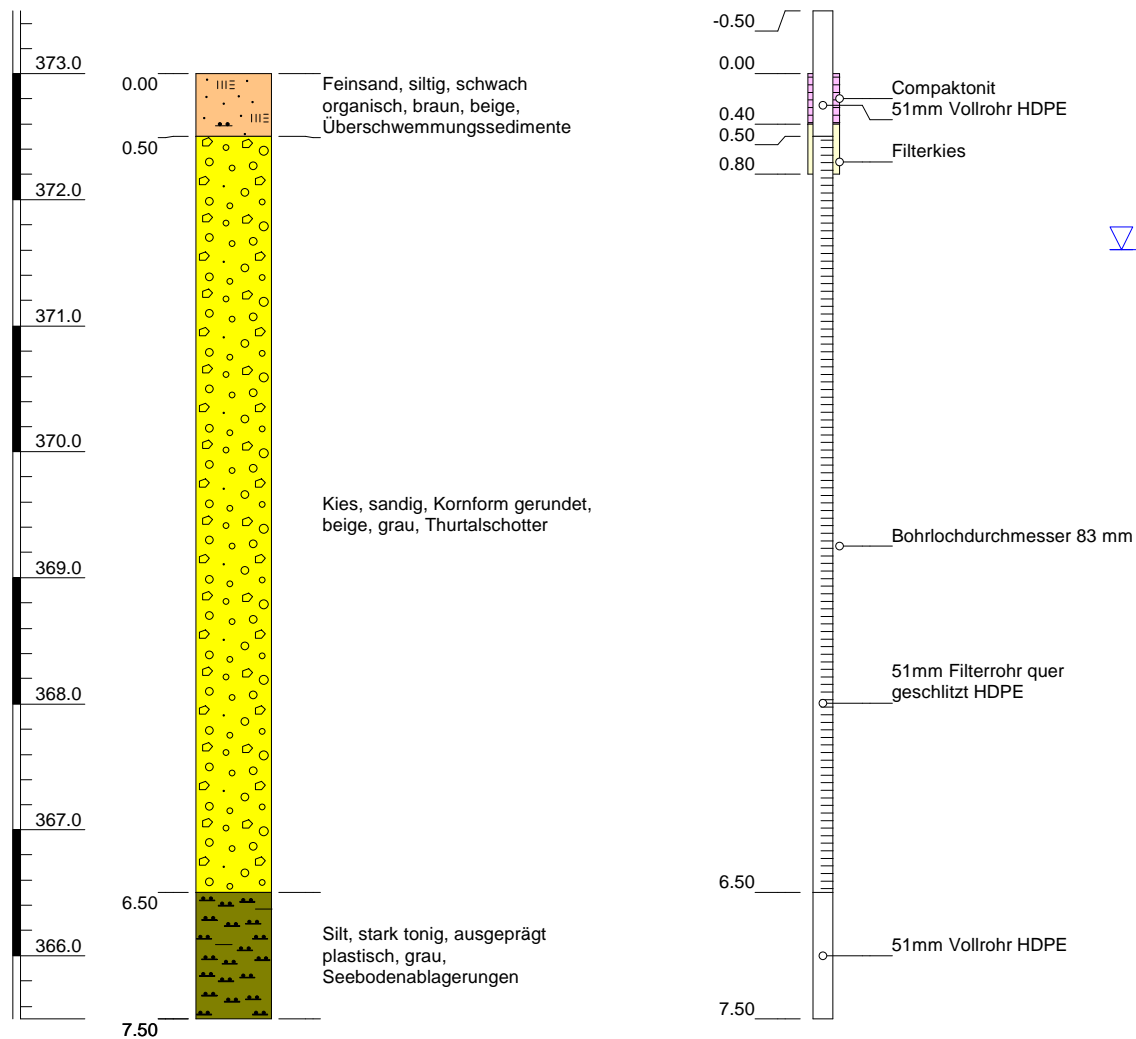 373.0
372.0
371.0
370.0
369.0
368.0
367.0
366.0
0.00
0.50
6.50
7.50
Feinsand, siltig, schwach
organisch, braun, beige,
Überschwemmungssedimente
Kies, sandig, Kornform gerundet,
beige, grau, Thurtalschotter
Silt, stark tonig, ausgeprägt
plastisch, grau,
Seebodenablagerungen
-0.50
0.00
0.40
0.50
0.80
6.50
7.50
Compaktonit
51mm Vollrohr HDPE
Filterkies
Bohrlochdurchmesser 83 mm
51mm Filterrohr quer
geschlitzt HDPE
51mm Vollrohr HDPE